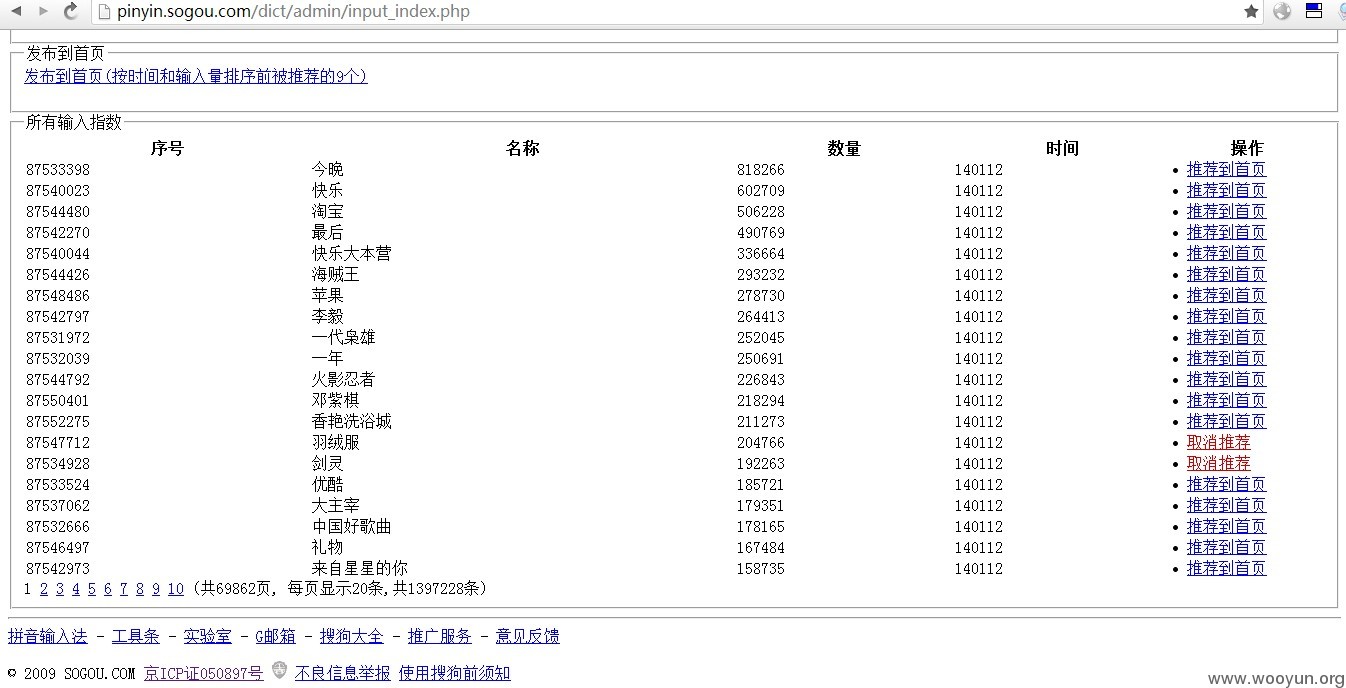 pinyin.sogou.com/dict/admin/input_index.php
发布到首页
发布到首页(按时间和输入量排序前被推荐的9个)
所有输入指数
序号 名称 数量 时间 操作
87533398 今晚 818266 140112 • 推荐到首页
87540023 快乐 602709 140112 • 推荐到首页
87544480 淘宝 506228 140112 • 推荐到首页
87542270 最后 490769 140112 • 推荐到首页
87540044 快乐大本营 336664 140112 • 推荐到首页
87544426 海贼王 293232 140112 • 推荐到首页
87548486 苹果 278730 140112 • 推荐到首页
87542797 李毅 264413 140112 • 推荐到首页
87531972 一代枭雄 252045 140112 • 推荐到首页
87532039 一年 250691 140112 • 推荐到首页
87544792 火影忍者 226843 140112 • 推荐到首页
87550401 邓紫棋 218294 140112 • 推荐到首页
87552275 香艳洗浴城 211273 140112 • 推荐到首页
87547712 羽绒服 204766 140112 • 取消推荐
87534928 剑灵 192263 140112 • 取消推荐
87533524 优酷 185721 140112 • 推荐到首页
87537062 大主宰 179351 140112 • 推荐到首页
87532666 中国好歌曲 178165 140112 • 推荐到首页
87546497 礼物 167484 140112 • 推荐到首页
87542973 来自星星的你 158735 140112 • 推荐到首页
1 2 3 4 5 6 7 8 9 10 (共69862页, 每页显示20条,共1397228条)
拼音输入法 - 工具条 - 实验室 - G邮箱 - 搜狗大全 - 推广服务 - 意见反馈
© 2009 SOGOU.COM 京ICP证050897号 不良信息举报 使用搜狗前须知
www.wooyun.org